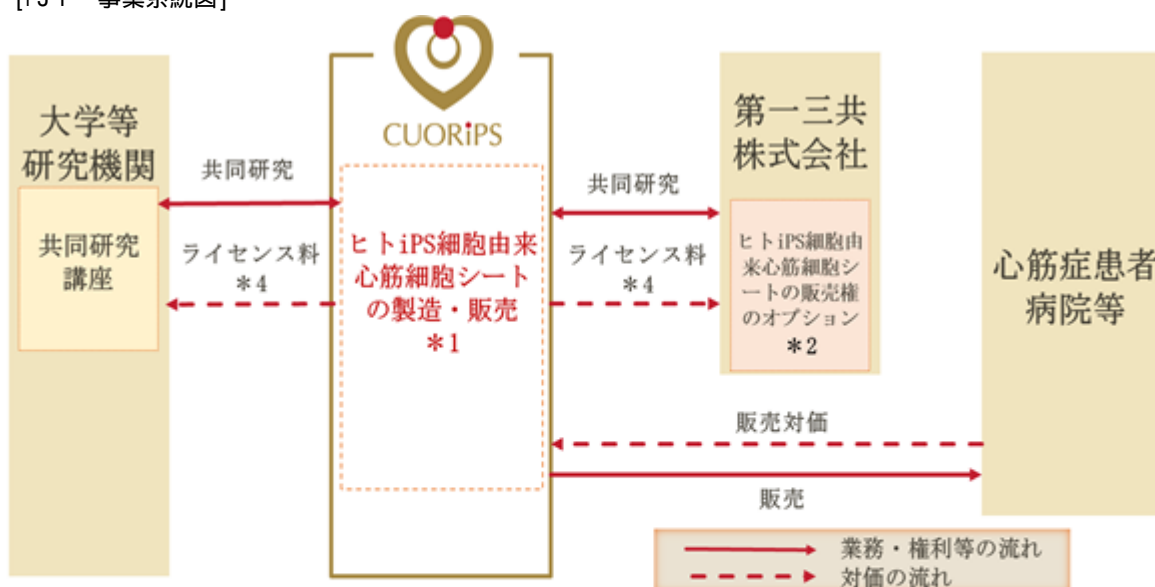 事業系統図]
大学等
研究機関
共同研究
講座
共同研究
ライセンス料
*4
CUORiPS
ヒトiPS細胞由来
心筋細胞シート
の製造・販売
*1
共同研究
ライセンス料
*4
第一三共
株式会社
ヒトiPS細胞由
来心筋細胞シ
ートの販売権
のオプション
*2
心筋症患者
病院等
販売対価
販売
業務・権利等の流れ
対価の流れ